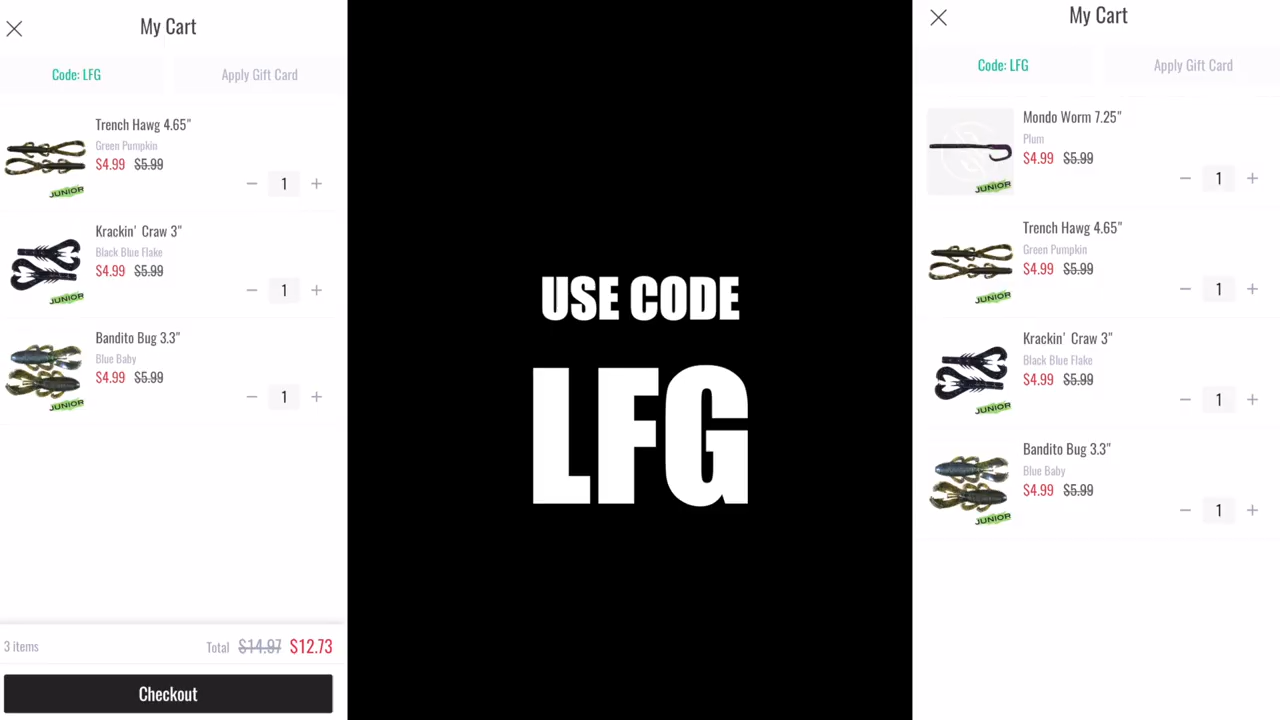 My Cart
Code: LFG
Apply Gift Card
Trench Hawg 4.65"
Green Pumpkin
$4.99 $5.99
JUNIOR
1
Krackin' Craw 3"
Black Blue Flake
$4.99 $5.99
JUNIOR
1
Bandito Bug 3.3"
Blue Baby
$4.99 $5.99
JUNIOR
1
3 items
Total $14.97 $12.73
Checkout
USE CODE
LFG
My Cart
Code: LFG
Apply Gift Card
Mondo Worm 7.25"
Plum
$4.99 $5.99
JUNIOR
1
Trench Hawg 4.65"
Green Pumpkin
$4.99 $5.99
JUNIOR
1
Krackin' Craw 3"
Black Blue Flake
$4.99 $5.99
JUNIOR
1
Bandito Bug 3.3"
Blue Baby
$4.99 $5.99
JUNIOR
1